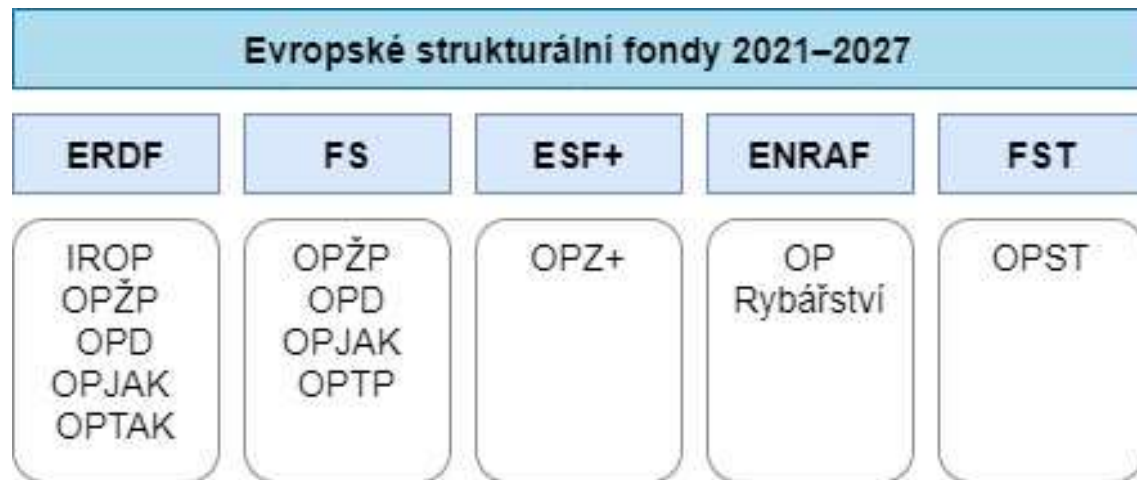 Evropské strukturální fondy 2021–2027
ERDF
FS
ESF+
ENRAF
FST
IROP
OPŽP
OPD
OPJAK
OPTAK
OPŽP
OPD
OPJAK
OPTP
OPZ+
OP
Rybářství
OPST